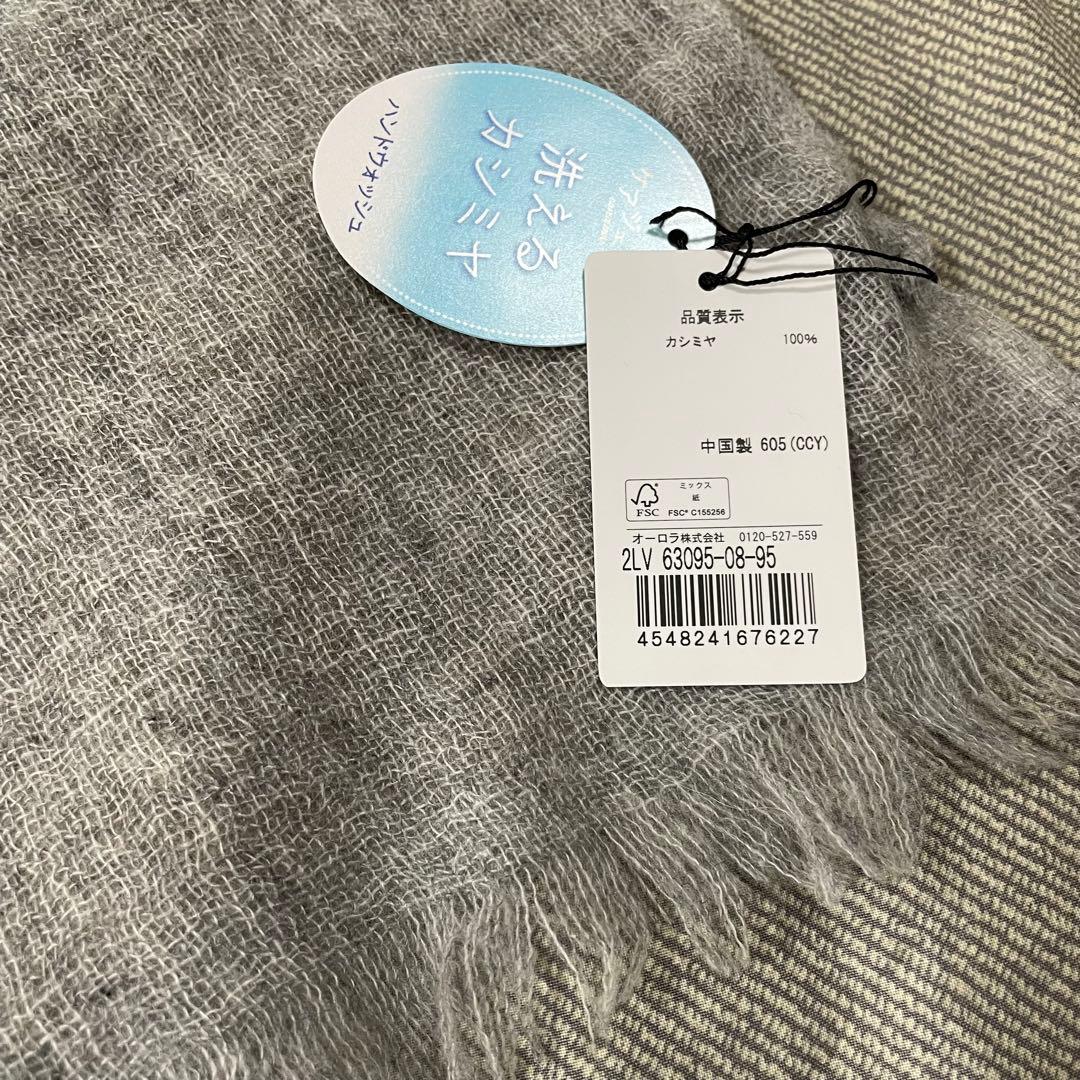 洗える
カシミヤ
ハンドウォッシュ
品質表示
カシミヤ 100%
中国製 605(CCY)
ミックス
紙
FSC
FSC® C155256
オーロラ株式会社 0120-527-559
2LV 63095-08-95
4548241676227